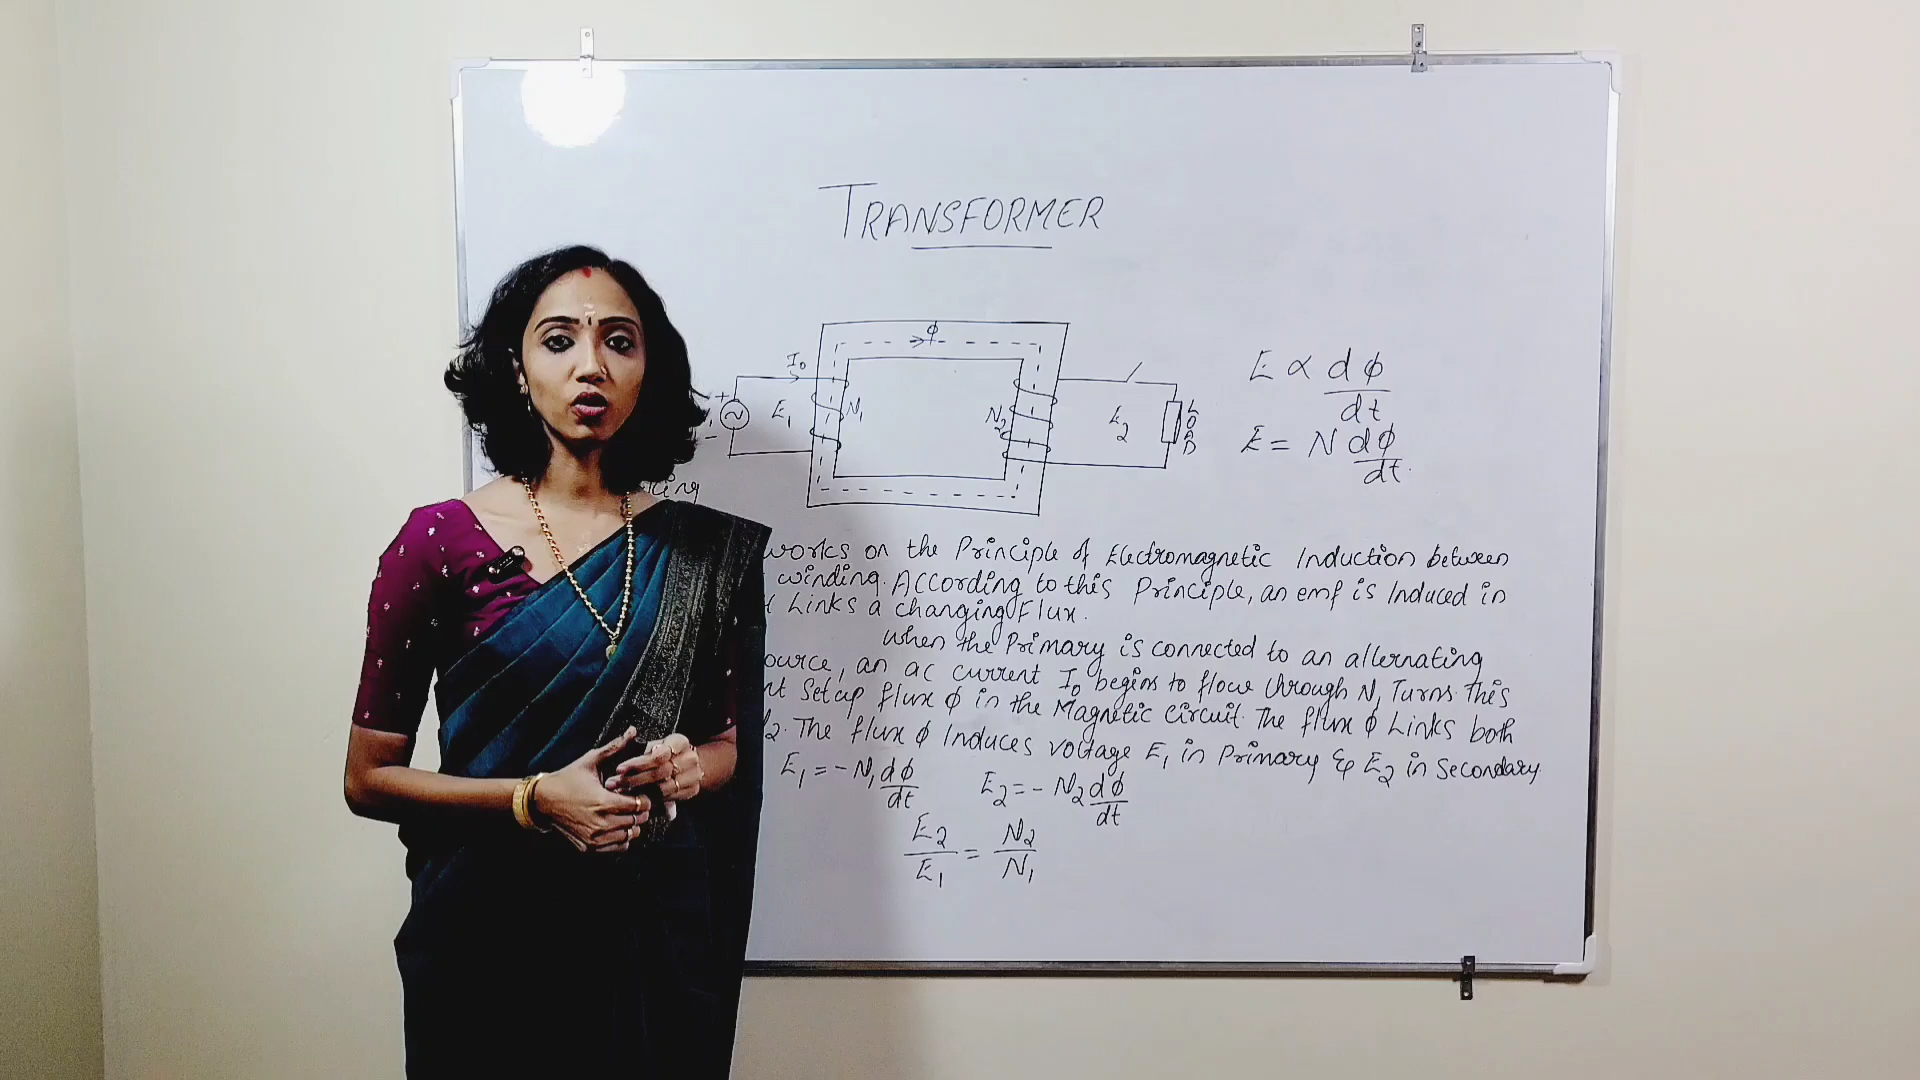 TRANSFORMER
ϕ
I₀
+
E₁
N₁
N₂
E₂
LOAD
-
E ∝ dϕ/dt
E = N dϕ/dt.
works on the Principle of Electromagnetic Induction between
winding. According to this Principle, an emf is Induced in
Links a changing Flux.
When the Primary is connected to an alternating
ource, an ac current I₀ begins to flow through N₁ Turns. This
nt Setup flux ϕ in the Magnetic circuit. The flux ϕ Links both
2. The flux ϕ Induces voltage E₁ in Primary & E₂ in Secondary.
E₁ = - N₁ dϕ/dt E₂ = - N₂ dϕ/dt
E₂/E₁ = N₂/N₁